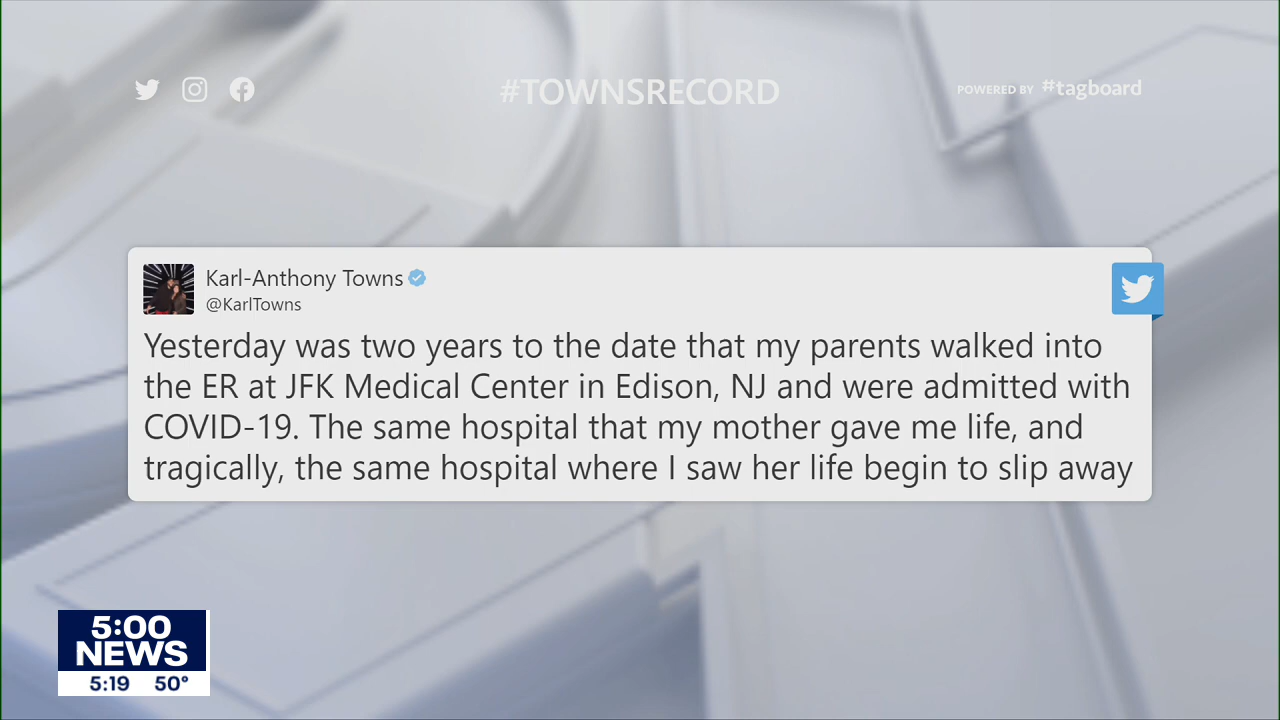 #TOWNSRECORD
POWERED BY #tagboard
Karl-Anthony Towns
@KarlTowns
Yesterday was two years to the date that my parents walked into
the ER at JFK Medical Center in Edison, NJ and were admitted with
COVID-19. The same hospital that my mother gave me life, and
tragically, the same hospital where I saw her life begin to slip away
5:00
NEWS
5:19 50°